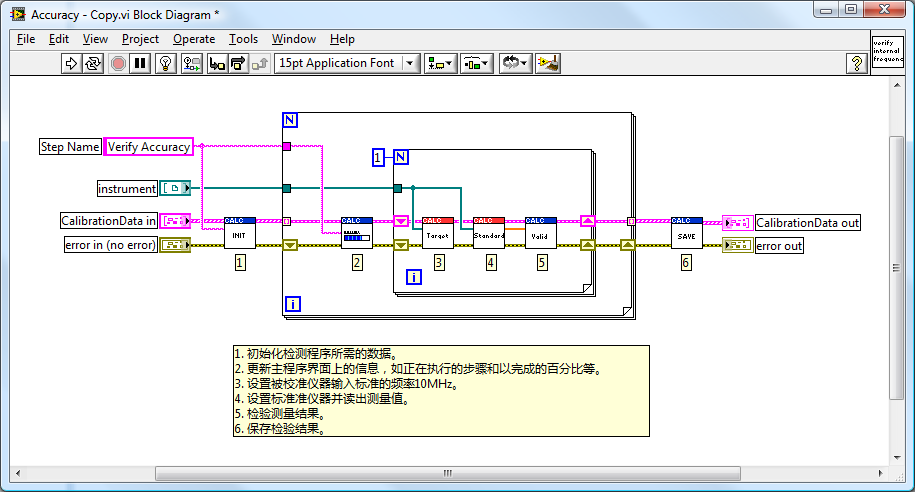 Accuracy - Copy.vi Block Diagram *
File Edit View Project Operate Tools Window Help
15pt Application Font
?
verify
internal
frequenc
N
Step Name
Verify Accuracy
1
N
instrument
CalibrationData in
CALC
INIT
CALC
CALC
Target
CALC
Standard
CALC
Valid
CALC
SAVE
CalibrationData out
error in (no error)
error out
1
2
3
4
5
6
i
i
1. 初始化检测程序所需的数据。
2. 更新主程序界面上的信息，如正在执行的步骤和以完成的百分比等。
3. 设置被校准仪器输入标准的频率10MHz。
4. 设置标准准仪器并读出测量值。
5. 检验测量结果。
6. 保存检验结果。